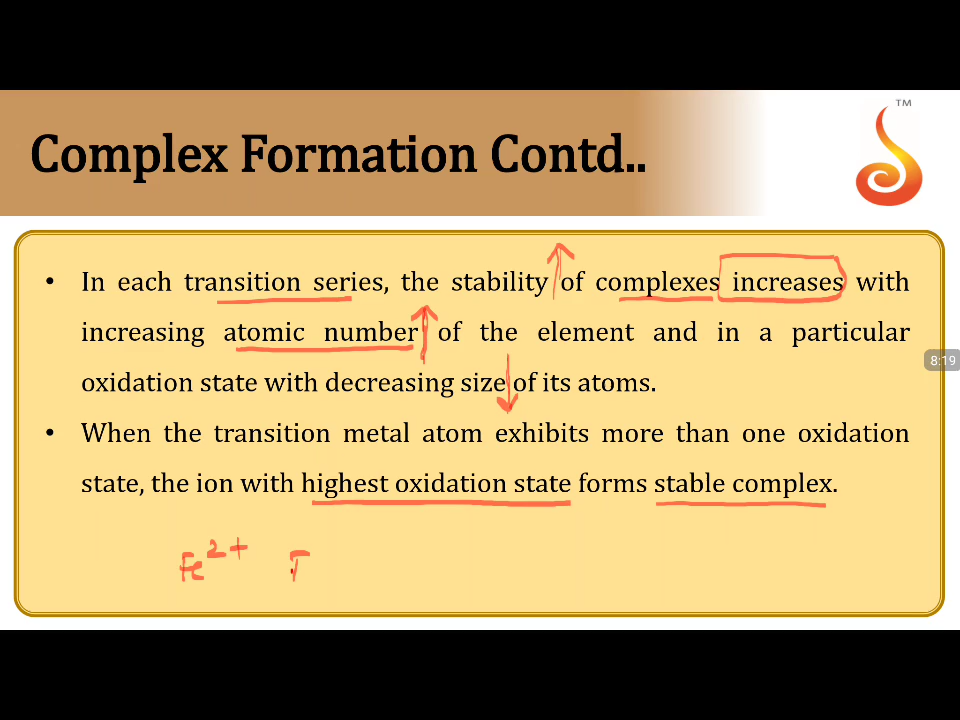 TM
Complex Formation Contd..
• In each transition series, the stability of complexes increases with
increasing atomic number of the element and in a particular
oxidation state with decreasing size of its atoms.
• When the transition metal atom exhibits more than one oxidation
state, the ion with highest oxidation state forms stable complex.
Fe²⁺
8:19